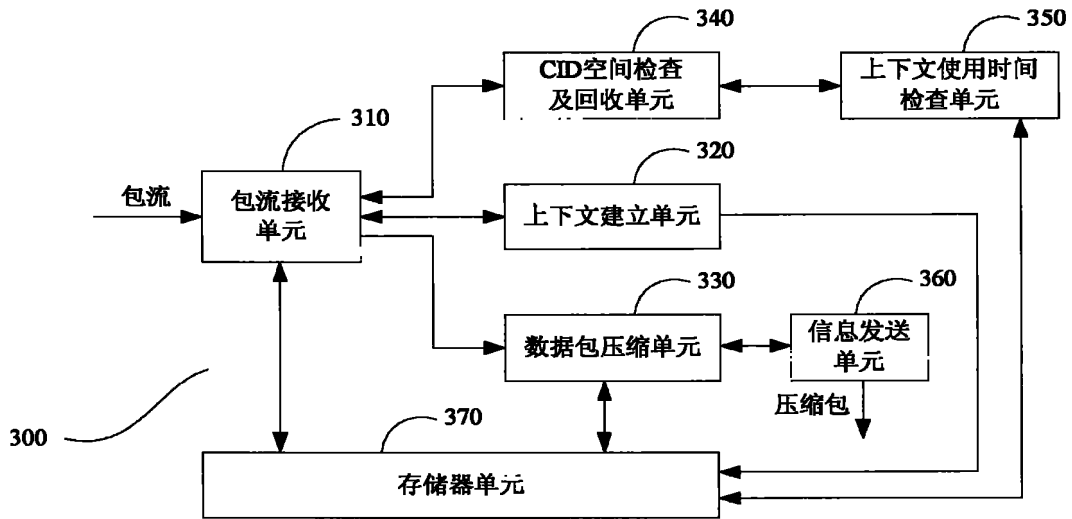 340
350
CID空间检查
及回收单元
上下文使用时间
检查单元
310
320
包流
包流接收
单元
上下文建立单元
330
360
数据包压缩单元
信息发送
单元
压缩包
300
370
存储器单元